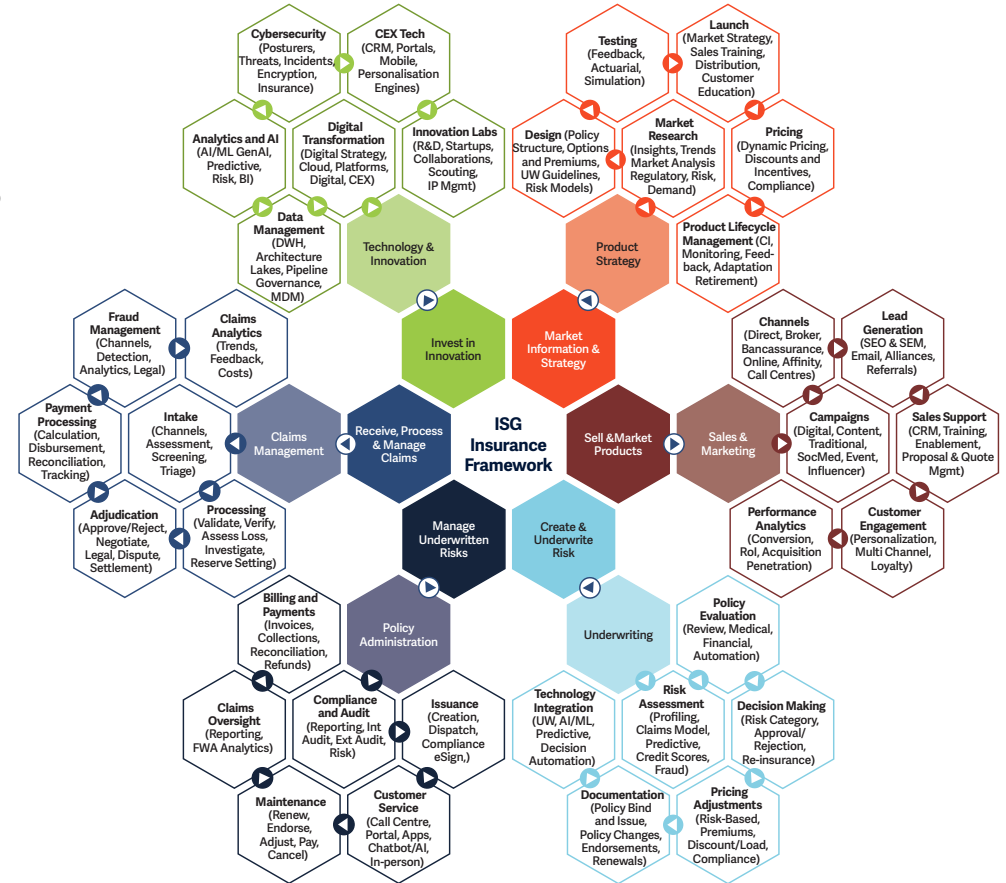 Cybersecurity
(Posturers,
Threats, Incidents,
Encryption,
Insurance)
CEX Tech
(CRM, Portals,
Mobile,
Personalisation
Engines)
Testing
(Feedback,
Actuarial,
Simulation)
Launch
(Market Strategy,
Sales Training,
Distribution,
Customer
Education)
Analytics and AI
(AI/ML GenAI,
Predictive,
Risk, BI)
Digital
Transformation
(Digital Strategy,
Cloud, Platforms,
Digital, CEX)
Innovation Labs
(R&D, Startups,
Collaborations,
Scouting,
IP Mgmt)
Design (Policy
Structure, Options
and Premiums,
UW Guidelines,
Risk Models)
Market
Research
(Insights, Trends
Market Analysis
Regulatory, Risk,
Demand)
Pricing
(Dynamic Pricing,
Discounts and
Incentives,
Compliance)
Data
Management
(DWH,
Architecture
Lakes, Pipeline
Governance,
MDM)
Technology &
Innovation
Product
Strategy
Product Lifecycle
Management (CI,
Monitoring, Feed-
back, Adaptation
Retirement)
Fraud
Management
(Channels,
Detection,
Analytics, Legal)
Claims
Analytics
(Trends,
Feedback,
Costs)
Invest in
Innovation
Market
Information &
Strategy
Channels
(Direct, Broker,
Bancassurance,
Online, Affinity,
Call Centres)
Lead
Generation
(SEO & SEM,
Email, Alliances,
Referrals)
Payment
Processing
(Calculation,
Disbursement,
Reconciliation,
Tracking)
Intake
(Channels,
Assessment,
Screening,
Triage)
Claims
Management
Receive, Process
& Manage
Claims
ISG
Insurance
Framework
Sell &Market
Products
Sales &
Marketing
Campaigns
(Digital, Content,
Traditional,
SocMed, Event,
Influencer)
Sales Support
(CRM, Training,
Enablement,
Proposal & Quote
Mgmt)
Adjudication
(Approve/Reject,
Negotiate,
Legal, Dispute,
Settlement)
Processing
(Validate, Verify,
Assess Loss,
Investigate,
Reserve Setting)
Manage
Underwritten
Risks
Create &
Underwrite
Risk
Performance
Analytics
(Conversion,
RoI, Acquisition
Penetration)
Customer
Engagement
(Personalization,
Multi Channel,
Loyalty)
Billing and
Payments
(Invoices,
Collections,
Reconciliation,
Refunds)
Policy
Administration
Underwriting
Policy
Evaluation
(Review, Medical,
Financial,
Automation)
Claims
Oversight
(Reporting,
FWA Analytics)
Compliance
and Audit
(Reporting, Int
Audit, Ext Audit,
Risk)
Issuance
(Creation,
Dispatch,
Compliance
eSign,)
Technology
Integration
(UW, AI/ML,
Predictive,
Decision
Automation)
Risk
Assessment
(Profiling,
Claims Model,
Predictive,
Credit Scores,
Fraud)
Decision Making
(Risk Category,
Approval/
Rejection,
Re-insurance)
Maintenance
(Renew,
Endorse,
Adjust, Pay,
Cancel)
Customer
Service
(Call Centre,
Portal, Apps,
Chatbot/AI,
In-person)
Documentation
(Policy Bind
and Issue,
Policy Changes,
Endorsements,
Renewals)
Pricing
Adjustments
(Risk-Based,
Premiums,
Discount/Load,
Compliance)